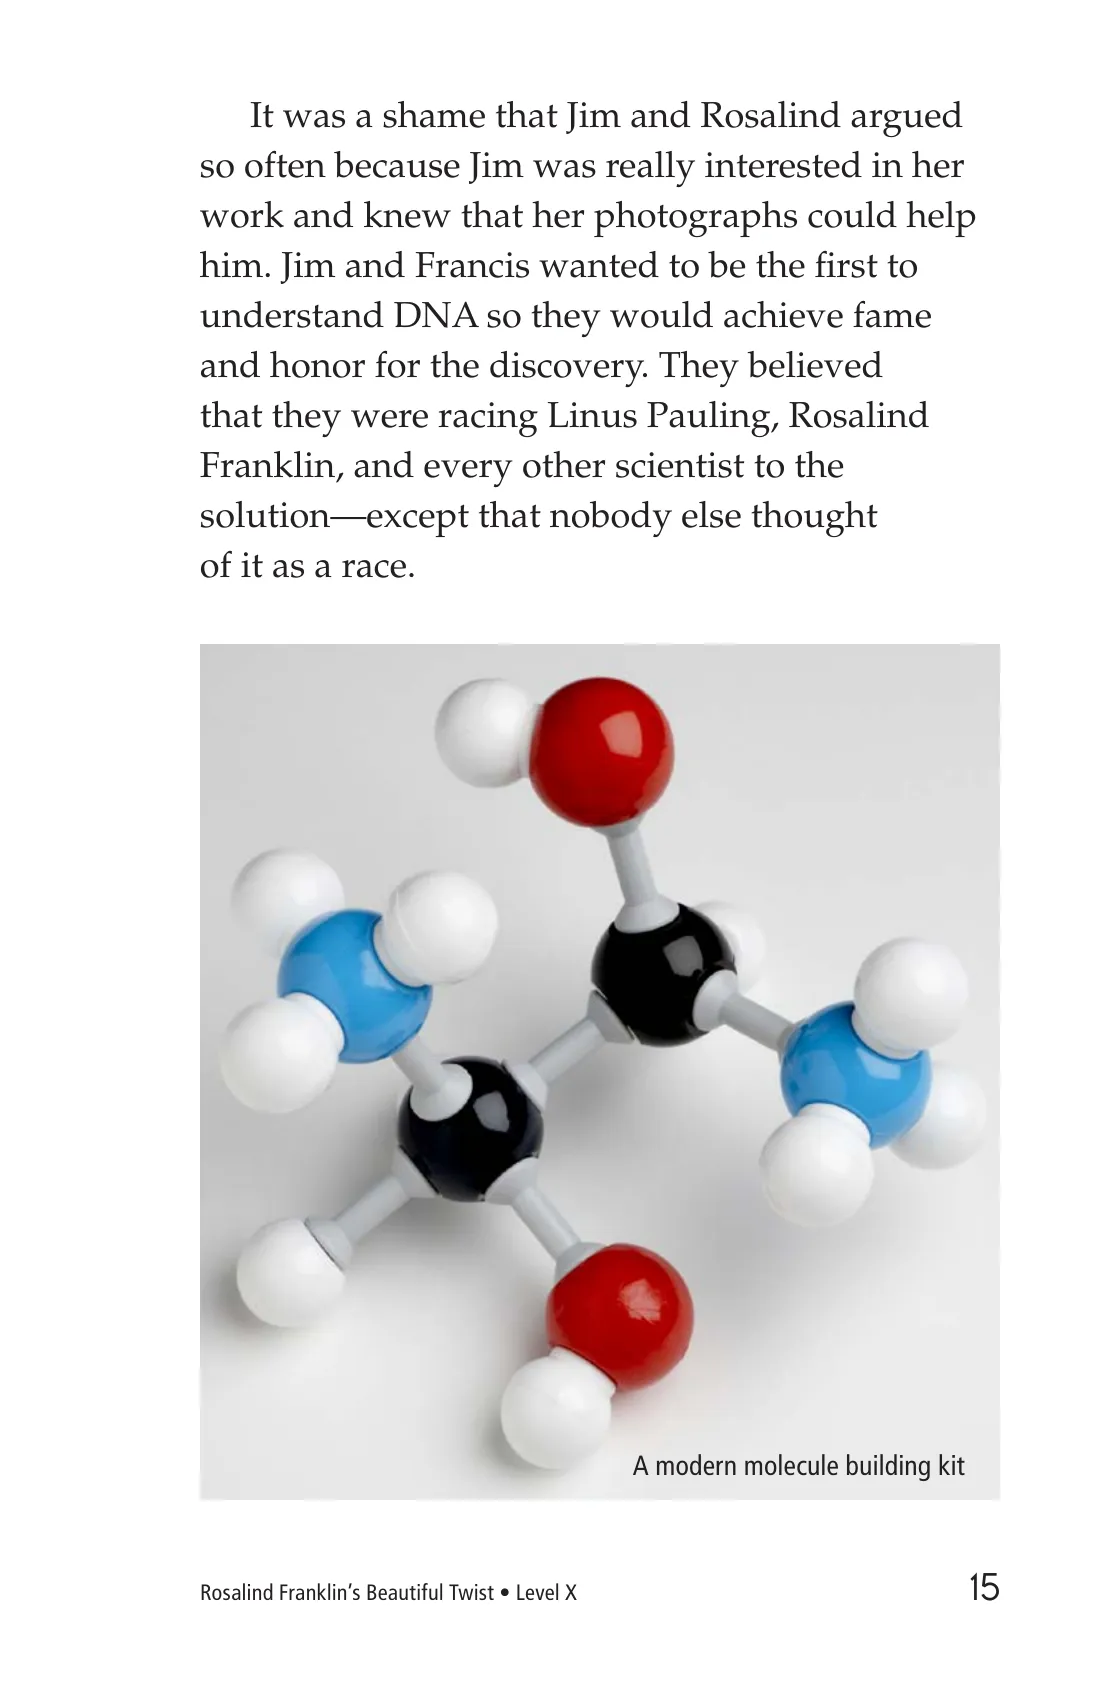 It was a shame that Jim and Rosalind argued
so often because Jim was really interested in her
work and knew that her photographs could help
him. Jim and Francis wanted to be the first to
understand DNA so they would achieve fame
and honor for the discovery. They believed
that they were racing Linus Pauling, Rosalind
Franklin, and every other scientist to the
solution—except that nobody else thought
of it as a race.
A modern molecule building kit
Rosalind Franklin’s Beautiful Twist • Level X
15